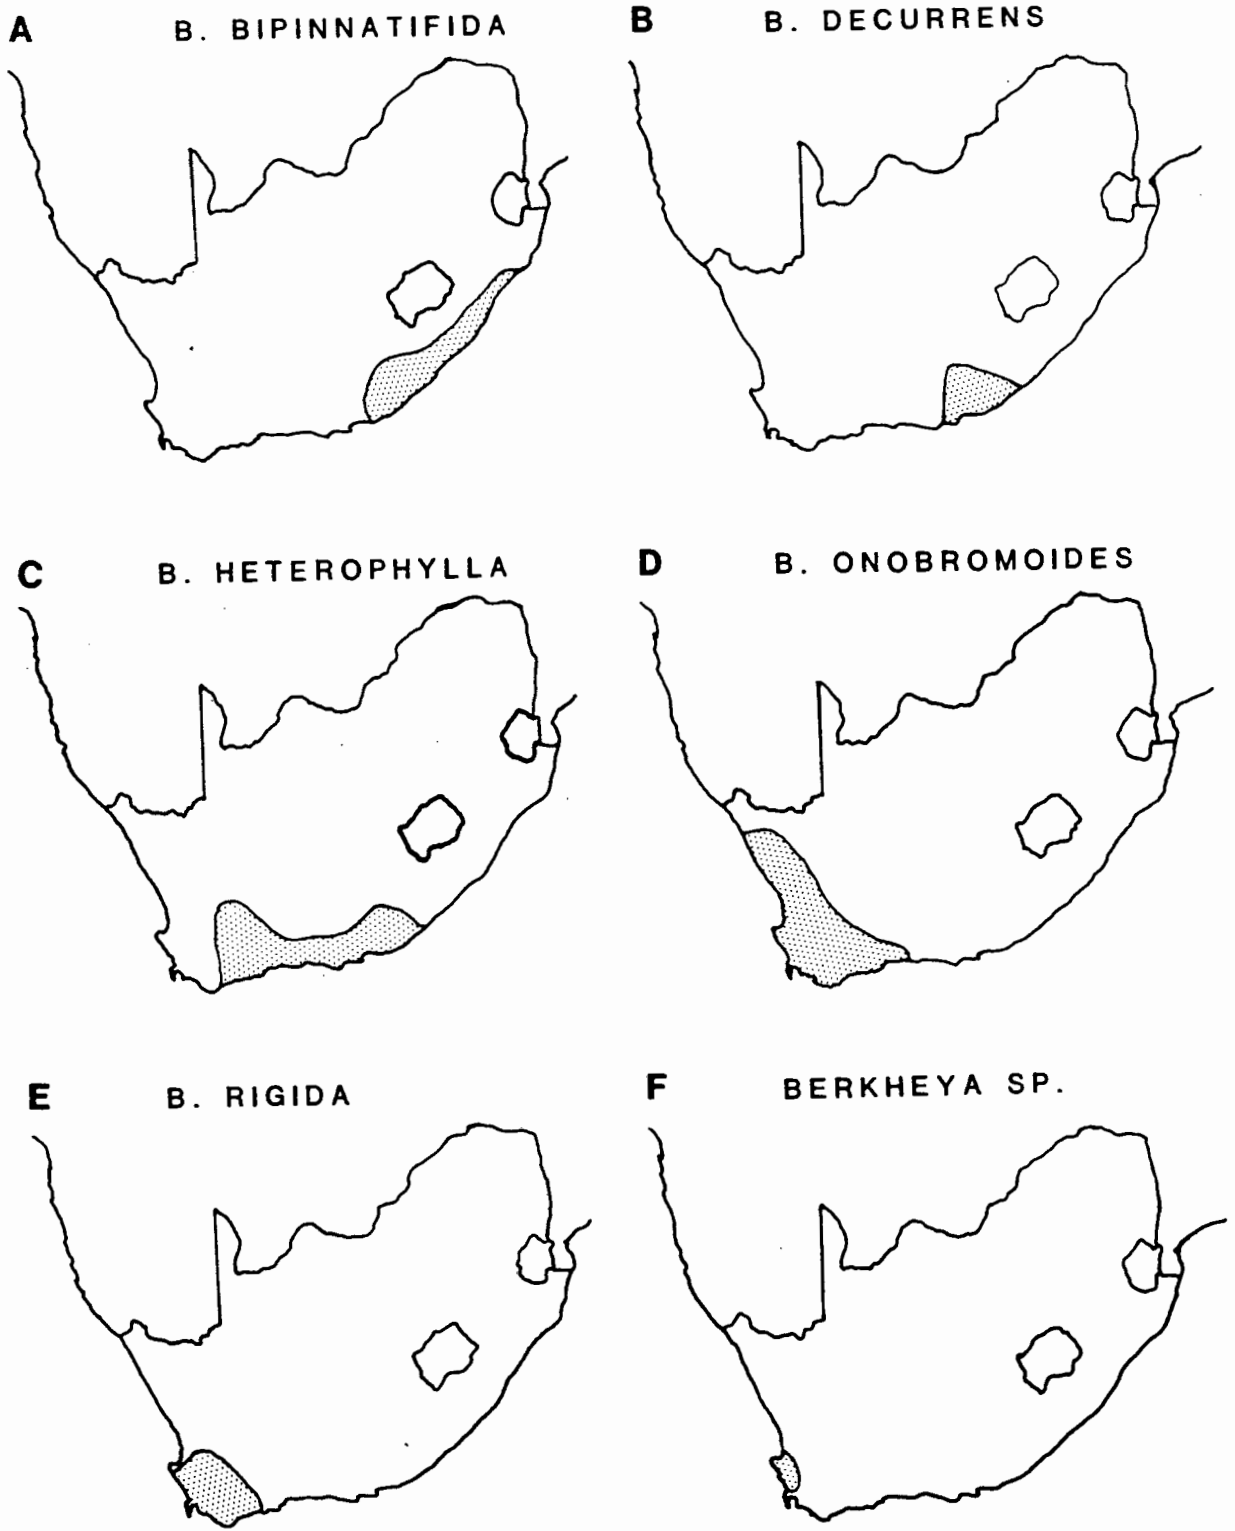 A B. BIPINNATIFIDA
B B. DECURRENS
C B. HETEROPHYLLA
D B. ONOBROMOIDES
E B. RIGIDA
F BERKHEYA SP.